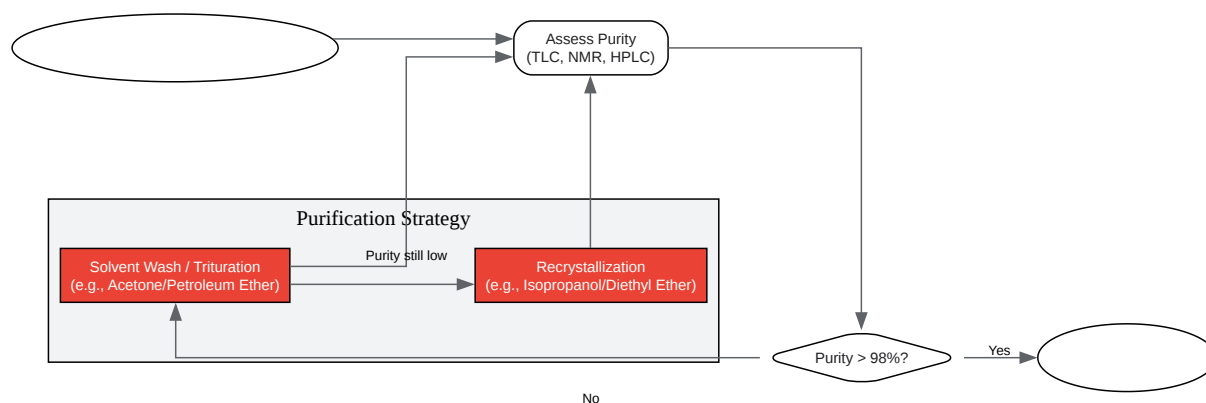 Assess Purity
(TLC, NMR, HPLC)
Purification Strategy
Purity still low
Solvent Wash / Trituration
(e.g., Acetone/Petroleum Ether)
Recrystallization
(e.g., Isopropanol/Diethyl Ether)
Purity > 98%?
Yes
No